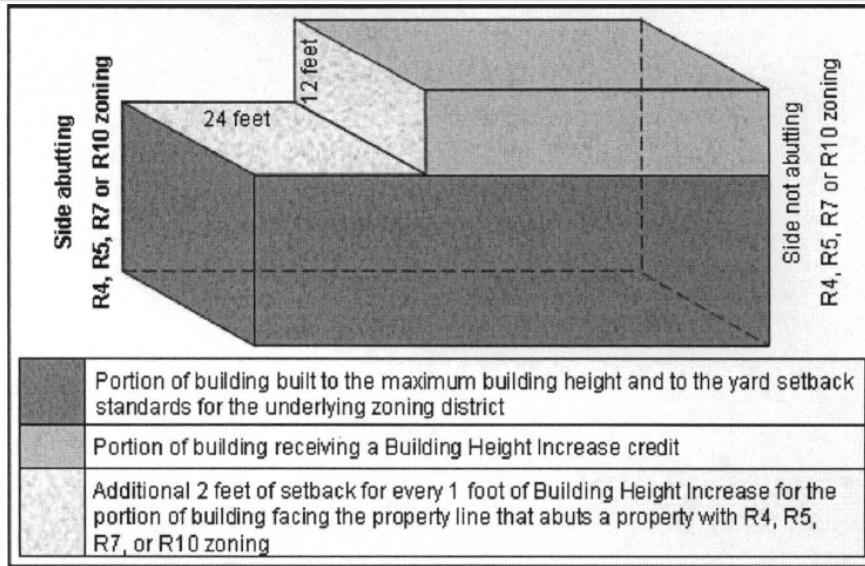 Side abutting
R4, R5, R7 or R10 zoning
24 feet
12 feet
Side not abutting
R4, R5, R7 or R10 zoning
Portion of building built to the maximum building height and to the yard setback
standards for the underlying zoning district
Portion of building receiving a Building Height Increase credit
Additional 2 feet of setback for every 1 foot of Building Height Increase for the
portion of building facing the property line that abuts a property with R4, R5,
R7, or R10 zoning